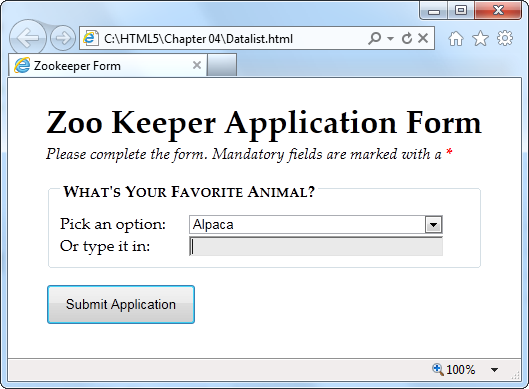 C:\HTML5\Chapter 04\Datalist.html
Zookeeper Form
Zoo Keeper Application Form
Please complete the form. Mandatory fields are marked with a *
What's Your Favorite Animal?
Pick an option: Alpaca
Or type it in:
Submit Application
100%